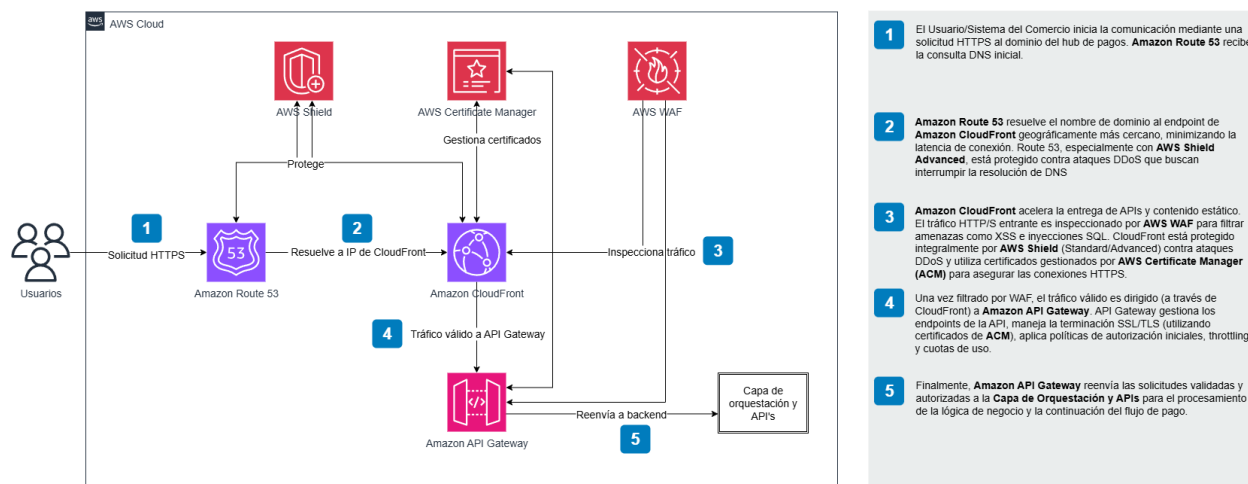 aws
AWS Cloud
AWS Shield
AWS Certificate Manager
AWS WAF
Gestiona certificados
Protege
1
2
3
Solicitud HTTPS
53
Resuelve a IP de CloudFront
Inspecciona tráfico
Usuarios
Amazon Route 53
Amazon CloudFront
4
Tráfico válido a API Gateway
Capa de
orquestación y
API's
Reenvía a backend
Amazon API Gateway
5
1
El Usuario/Sistema del Comercio inicia la comunicación mediante una
solicitud HTTPS al dominio del hub de pagos. Amazon Route 53 recibe
la consulta DNS inicial.
2
Amazon Route 53 resuelve el nombre de dominio al endpoint de
Amazon CloudFront geográficamente más cercano, minimizando la
latencia de conexión. Route 53, especialmente con AWS Shield
Advanced, está protegido contra ataques DDoS que buscan
interrumpir la resolución de DNS
3
Amazon CloudFront acelera la entrega de APIs y contenido estático.
El tráfico HTTP/S entrante es inspeccionado por AWS WAF para filtrar
amenazas como XSS e inyecciones SQL. CloudFront está protegido
integralmente por AWS Shield (Standard/Advanced) contra ataques
DDoS y utiliza certificados gestionados por AWS Certificate Manager
(ACM) para asegurar las conexiones HTTPS.
4
Una vez filtrado por WAF, el tráfico válido es dirigido (a través de
CloudFront) a Amazon API Gateway. API Gateway gestiona los
endpoints de la API, maneja la terminación SSL/TLS (utilizando
certificados de ACM), aplica políticas de autorización iniciales, throttling
y cuotas de uso.
5
Finalmente, Amazon API Gateway reenvía las solicitudes validadas y
autorizadas a la Capa de Orquestación y APIs para el procesamiento
de la lógica de negocio y la continuación del flujo de pago.